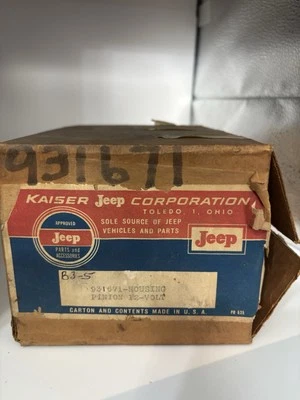 931671
KAISER Jeep CORPORATION
TOLEDO 1, OHIO
SOLE SOURCE OF JEEP
VEHICLES AND PARTS
APPROVED
Jeep
PARTS AND
ACCESSORIES
Jeep
B3-5
931671-HOUSING
PINION 12-VOLT
CARTON AND CONTENTS MADE IN U.S.A.